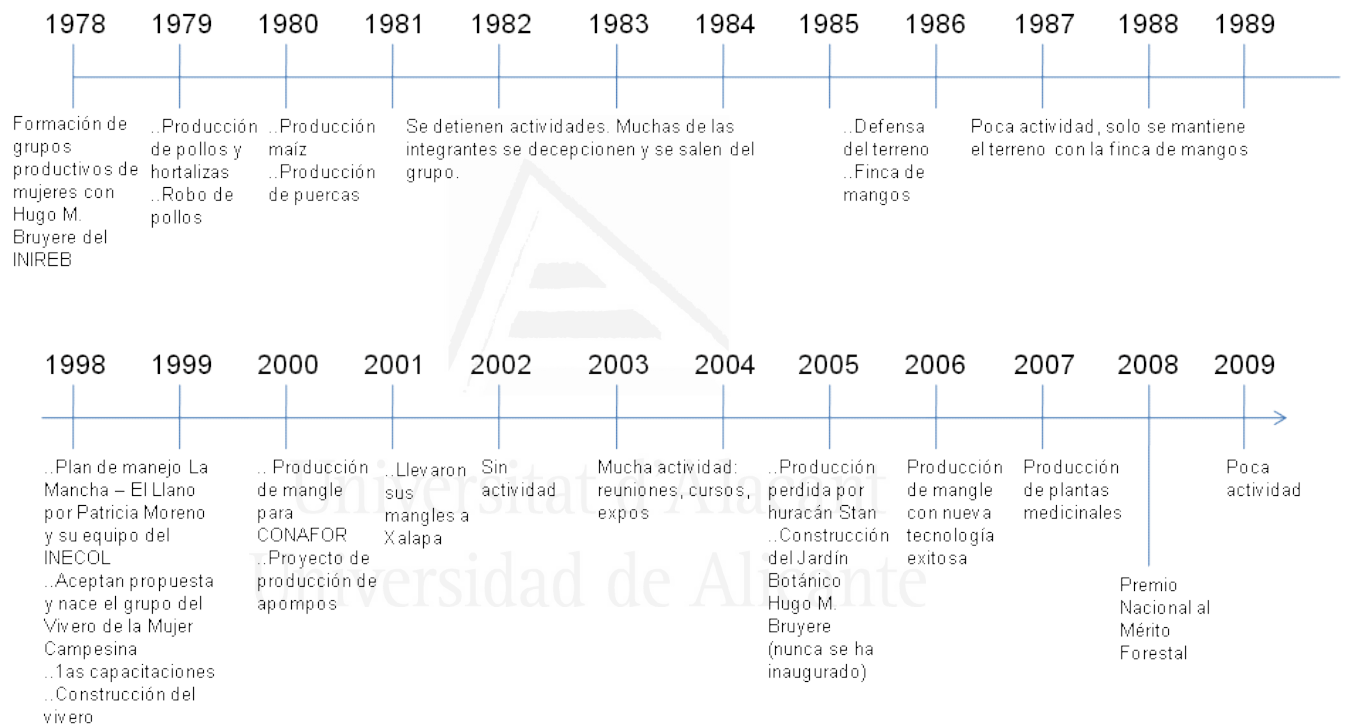 1978 1979 1980 1981 1982 1983 1984 1985 1986 1987 1988 1989
Formación de
grupos
productivos de
mujeres con
Hugo M.
Bruyere del
INIREB
..Producción
de pollos y
hortalizas
..Robo de
pollos
..Producción
maíz
..Producción
de puercas
Se detienen actividades. Muchas de las
integrantes se decepcionen y se salen del
grupo.
..Defensa
del terreno
..Finca de
mangos
Poca actividad, solo se mantiene
el terreno con la finca de mangos
1998 1999 2000 2001 2002 2003 2004 2005 2006 2007 2008 2009
..Plan de manejo La
Mancha – El Llano
por Patricia Moreno
y su equipo del
INECOL
..Aceptan propuesta
y nace el grupo del
Vivero de la Mujer
Campesina
..1as capacitaciones
..Construcción del
vivero
.. Producción
de mangle
para
CONAFOR
..Proyecto de
producción de
apompos
..Llevaron
sus
mangles a
Xalapa
Sin
actividad
Mucha actividad:
reuniones, cursos,
expos
..Producción
perdida por
huracán Stan
..Construcción
del Jardín
Botánico
Hugo M.
Bruyere
(nunca se ha
inaugurado)
Producción
de mangle
con nueva
tecnología
exitosa
Producción
de plantas
medicinales
Premio
Nacional al
Mérito
Forestal
Poca
actividad
Universitat d'Alacant
Universidad de Alicante